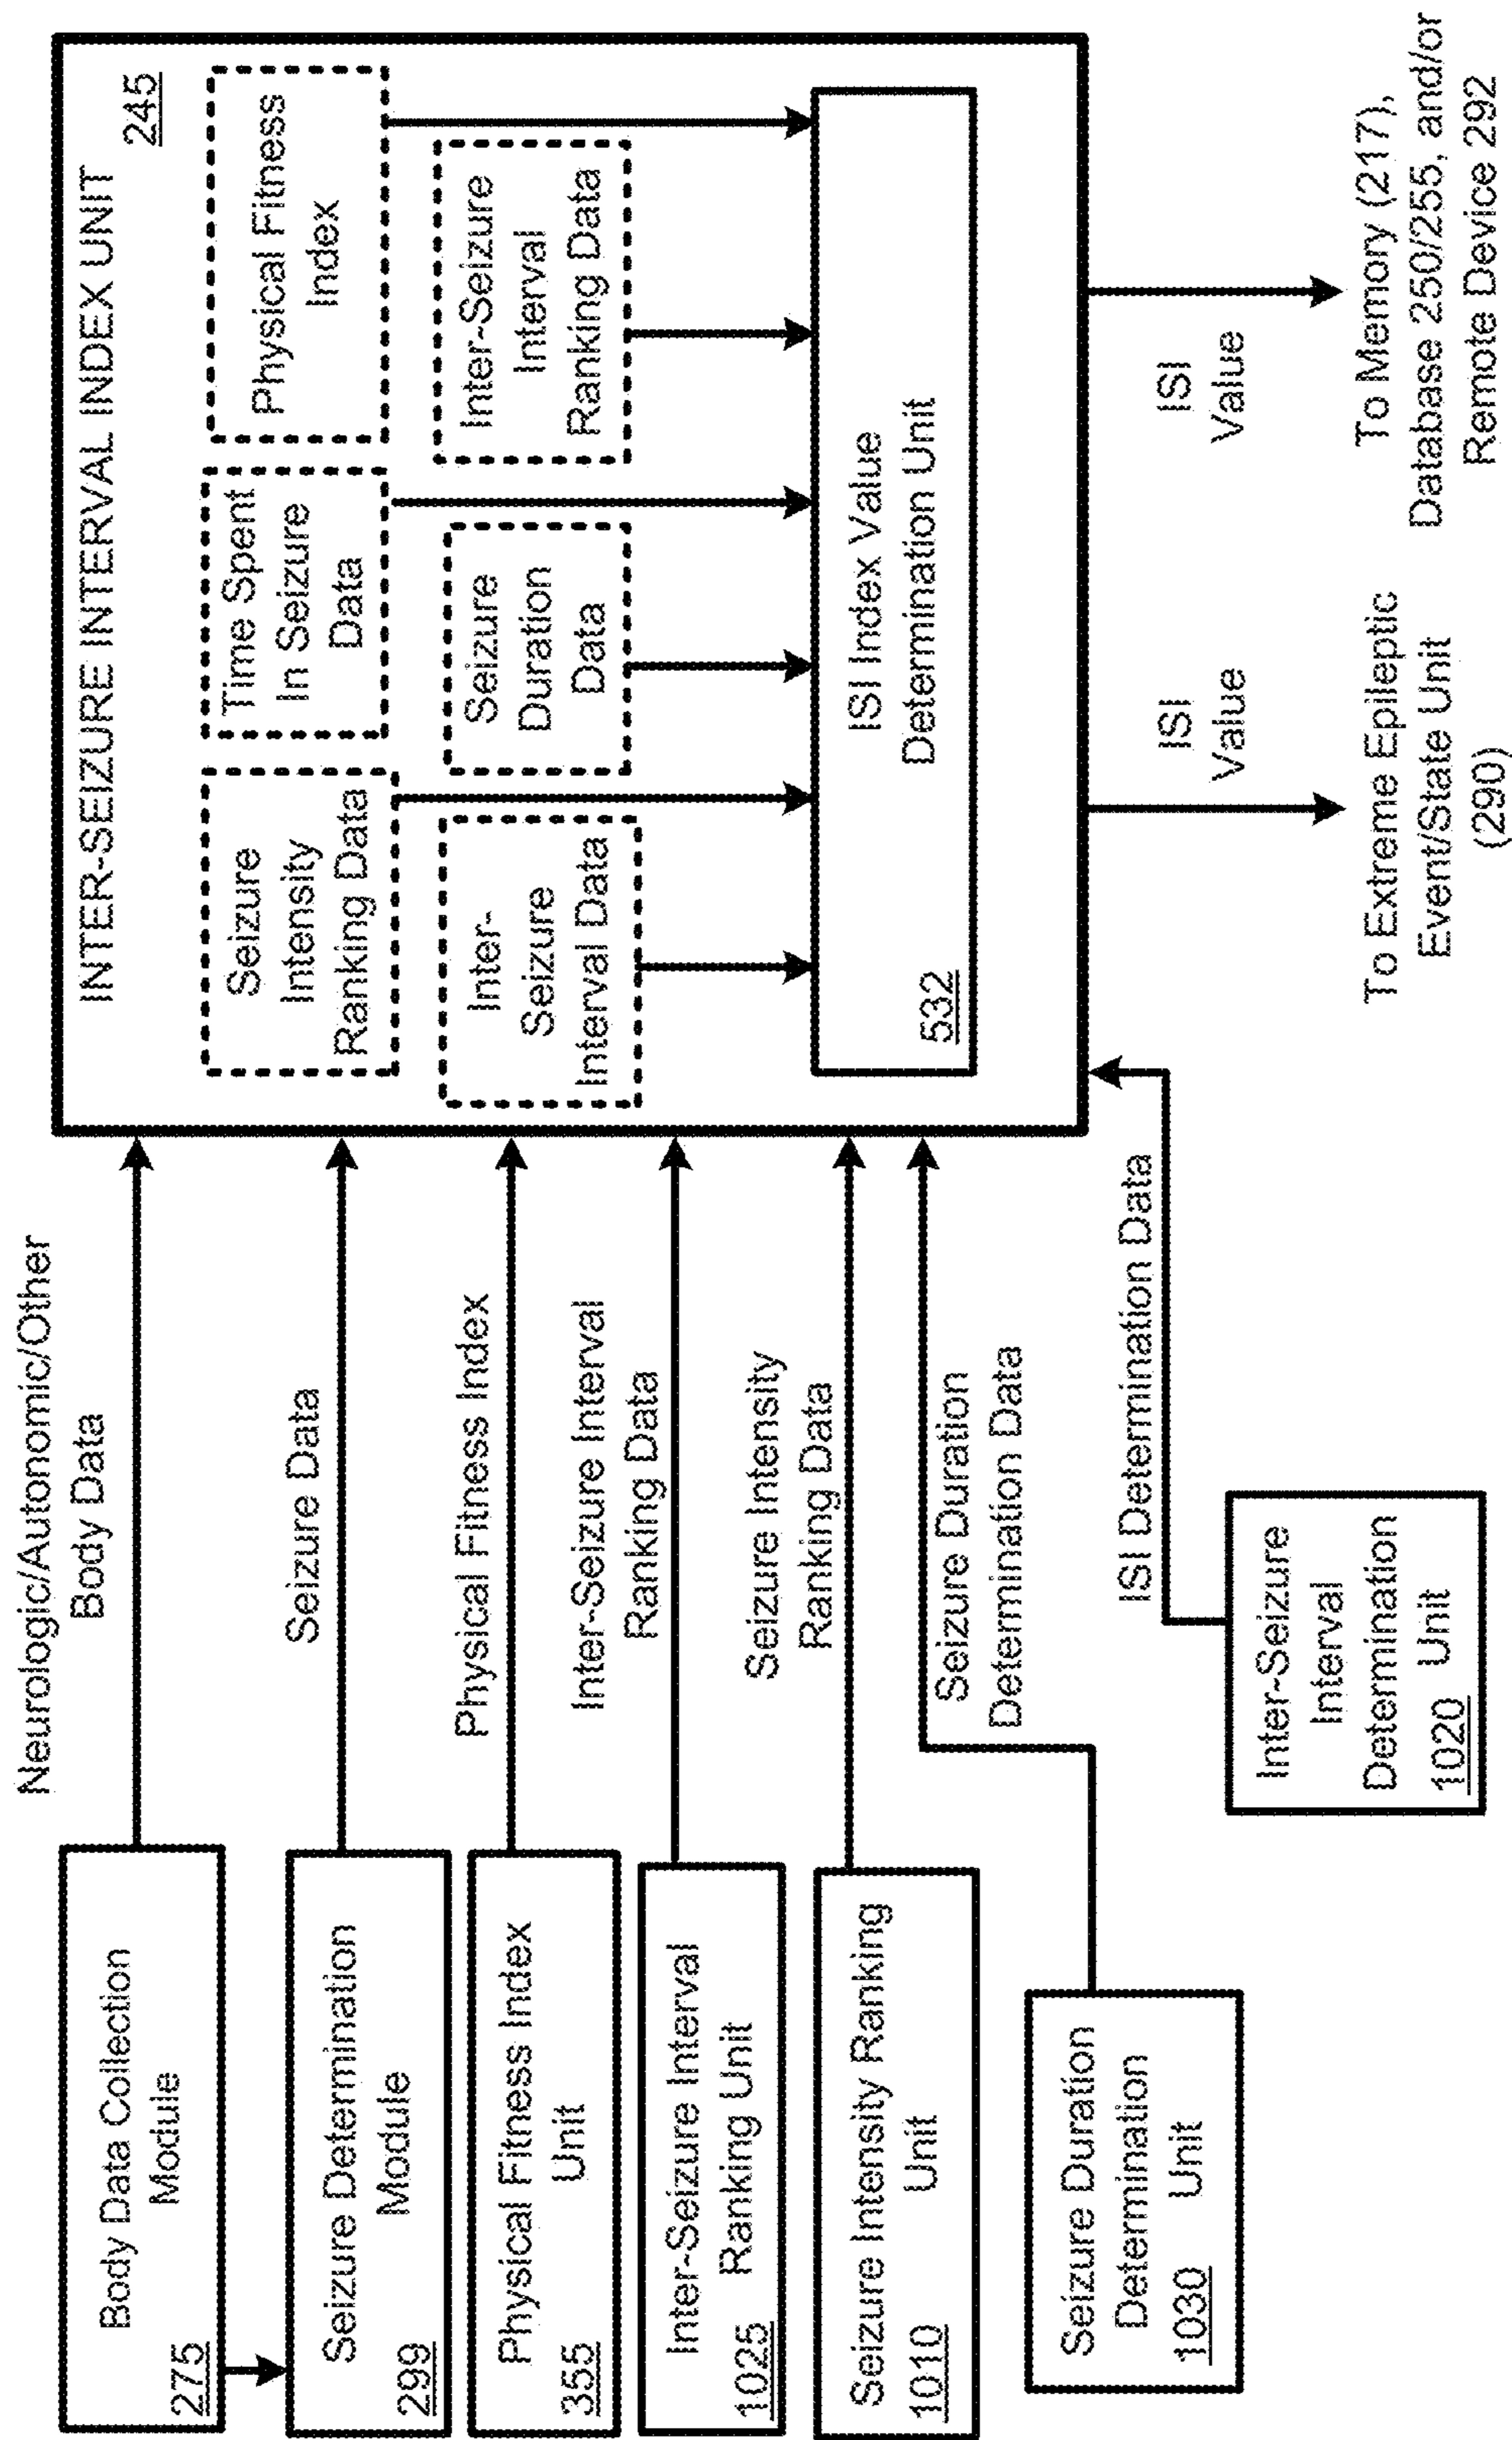 Body Data Collection
Module
275
Seizure Determination
Module
299
Physical Fitness Index
Unit
355
Inter-Seizure Interval
Ranking Unit
1025
Seizure Intensity Ranking
Unit
1010
Seizure Duration
Determination
Unit
1030
Inter-Seizure
Interval
Determination
Unit
1020
Neurologic/Autonomic/Other
Body Data
Seizure Data
Physical Fitness Index
Inter-Seizure Interval
Ranking Data
Seizure Intensity
Ranking Data
Seizure Duration
Determination Data
ISI Determination Data
INTER-SEIZURE INTERVAL INDEX UNIT
245
Seizure
Intensity
Ranking Data
Time Spent
In Seizure
Data
Physical Fitness
Index
Inter-
Seizure
Interval Data
Seizure
Duration
Data
Inter-Seizure
Interval
Ranking Data
ISI Index Value
Determination Unit
532
ISI
Value
ISI
Value
To Extreme Epileptic
Event/State Unit
(290)
To Memory (217),
Database 250/255, and/or
Remote Device 292